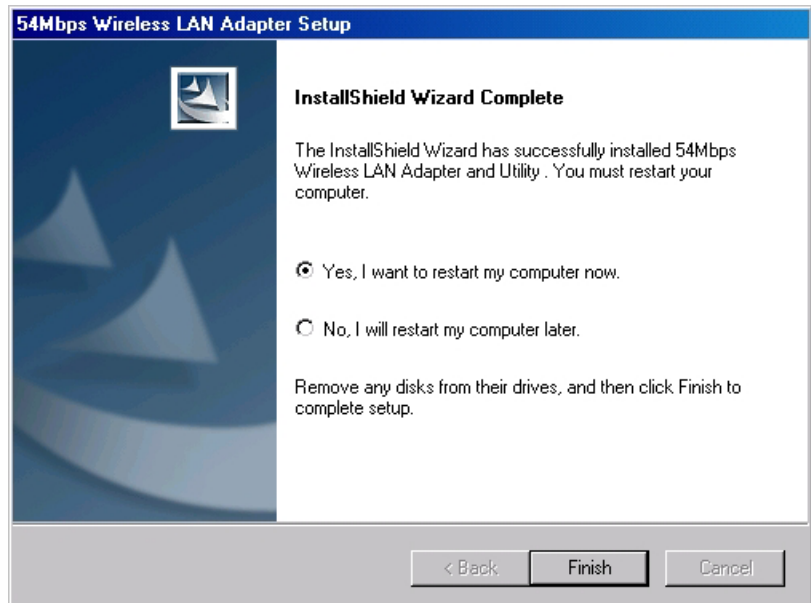 54Mbps Wireless LAN Adapter Setup
InstallShield Wizard Complete
The InstallShield Wizard has successfully installed 54Mbps
Wireless LAN Adapter and Utility . You must restart your
computer.
Yes, I want to restart my computer now.
No, I will restart my computer later.
Remove any disks from their drives, and then click Finish to
complete setup.
< Back
Finish
Cancel